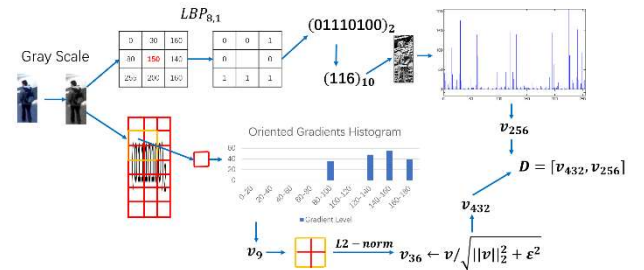 LBP8,1
Gray Scale
0 30 160
80 150 140
255 200 160
0 0 1
0 0
1 1 1
(01110100)2
(116)10
v256
D = [v432, v256]
v432
Oriented Gradients Histogram
60
40
20
0
0-20
20-40
40-60
60-80
80-100
100-120
120-140
140-160
160-180
Gradient Level
v9
L2 − norm
v36 ← v/√||v||₂² + ε²